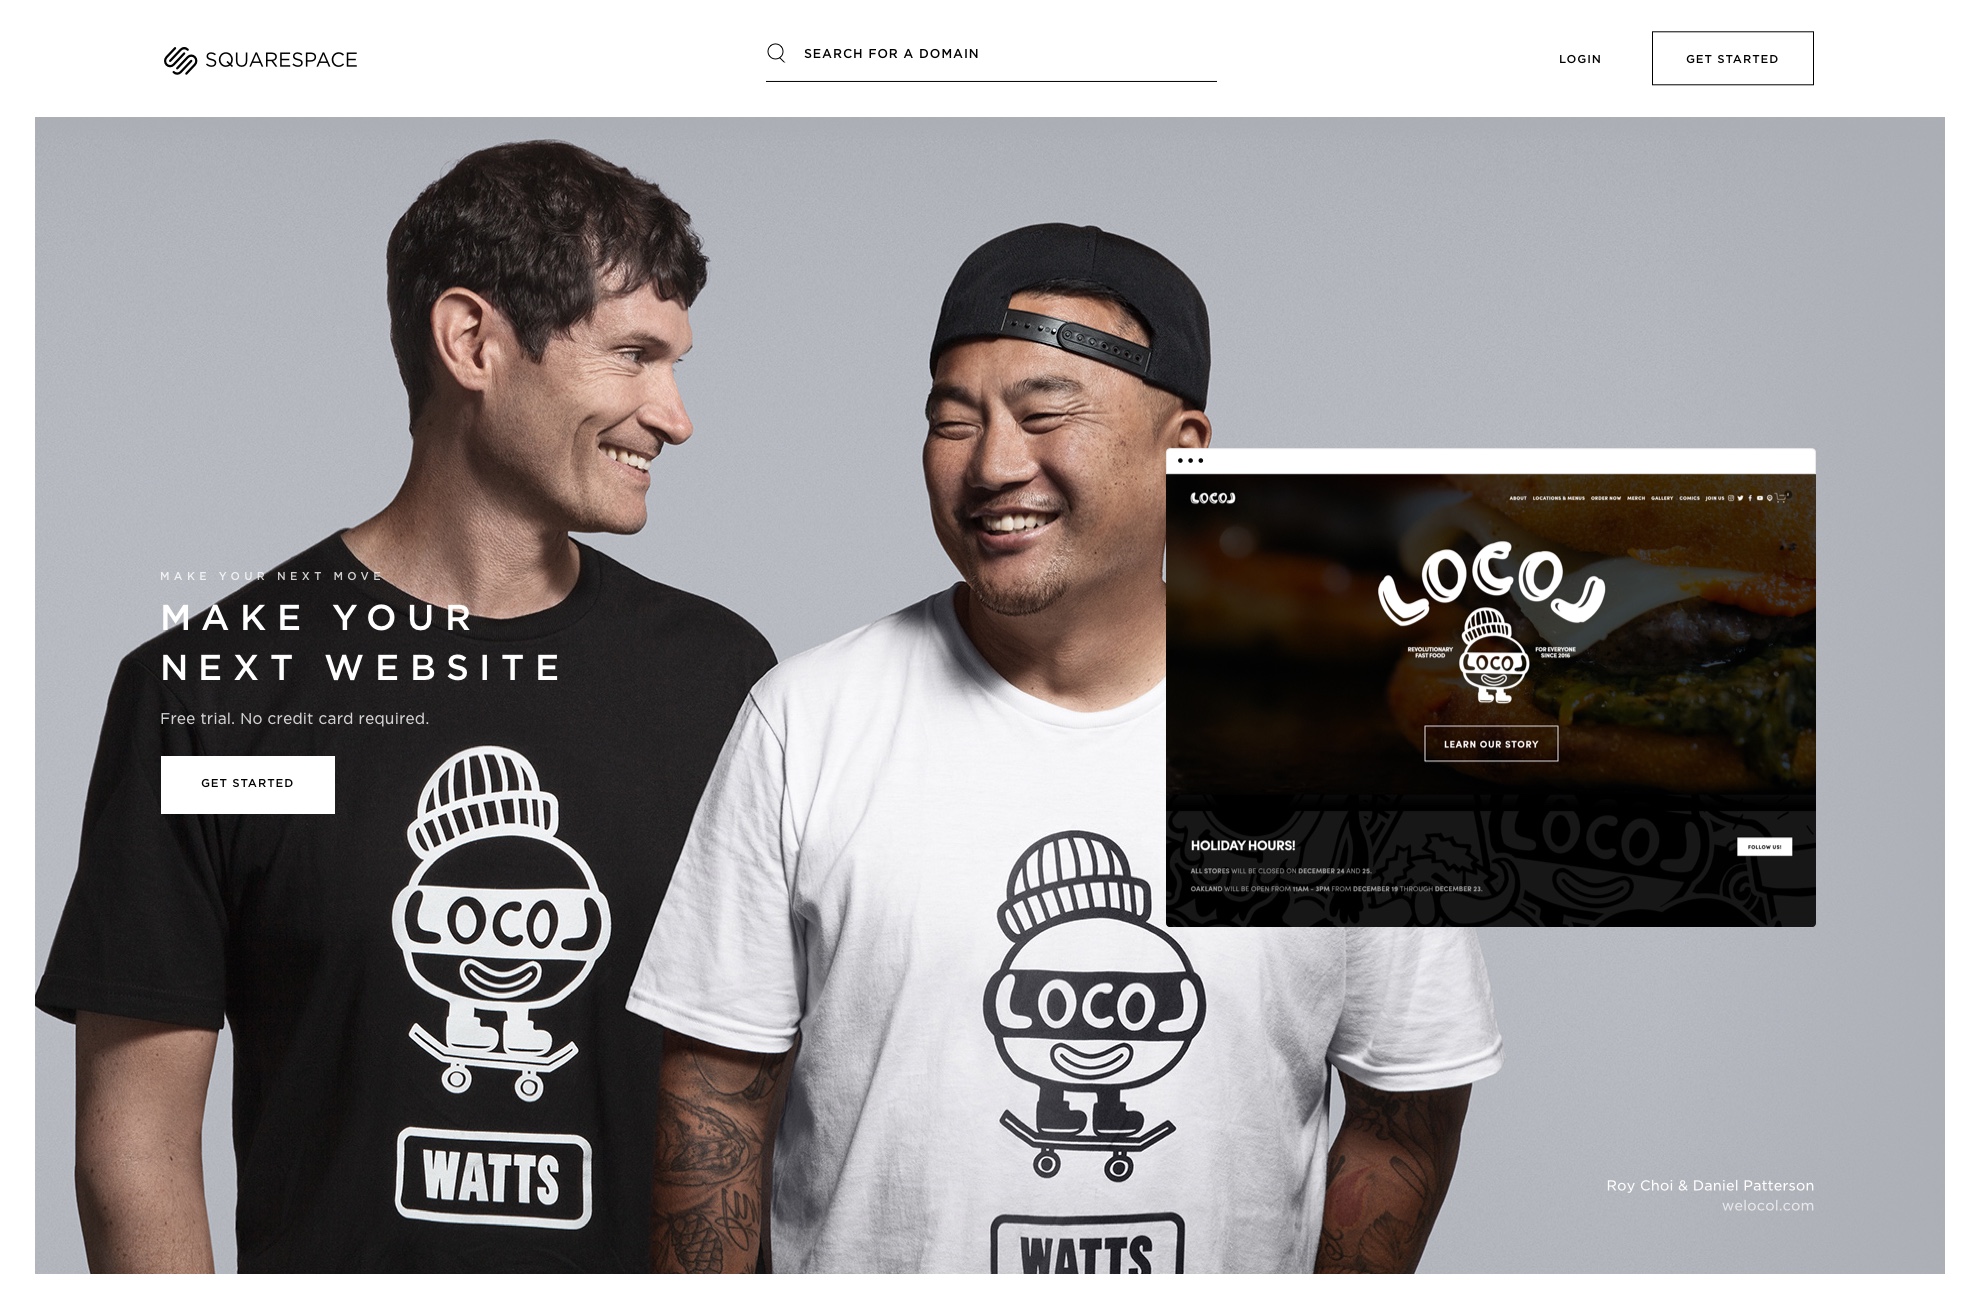 SQUARESPACE
SEARCH FOR A DOMAIN
LOGIN
GET STARTED
MAKE YOUR NEXT MOVE
MAKE YOUR
NEXT WEBSITE
Free trial. No credit card required.
GET STARTED
LOCOL
WATTS
LOCOL
WATTS
LOCOL
ABOUT LOCATIONS & MENUS ORDER NOW MERCH GALLERY COMICS JOIN US
LOCOL
REVOLUTIONARY
FAST FOOD
LOCOL
FOR EVERYONE
SINCE 2016
LEARN OUR STORY
LOCOL
HOLIDAY HOURS!
FOLLOW US!
ALL STORES WILL BE CLOSED ON DECEMBER 24 AND 25.
OAKLAND WILL BE OPEN FROM 11AM - 3PM FROM DECEMBER 19 THROUGH DECEMBER 23.
Roy Choi & Daniel Patterson
welocol.com